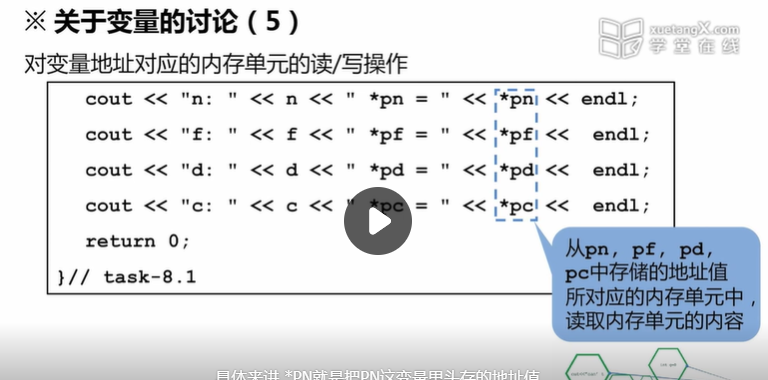 ※ 关于变量的讨论（5）
xuetangX.com
学堂在线
对变量地址对应的内存单元的读/写操作
cout << "n: " << n << " *pn = " << *pn << endl;
cout << "f: " << f << " *pf = " << *pf << endl;
cout << "d: " << d << " *pd = " << *pd << endl;
cout << "c: " << c << " *pc = " << *pc << endl;
return 0;
}// task-8.1
从pn, pf, pd,
pc中存储的地址值
所对应的内存单元中，
读取内存单元的内容
具体来讲 *PN就是把PN这变量里头存的地址值